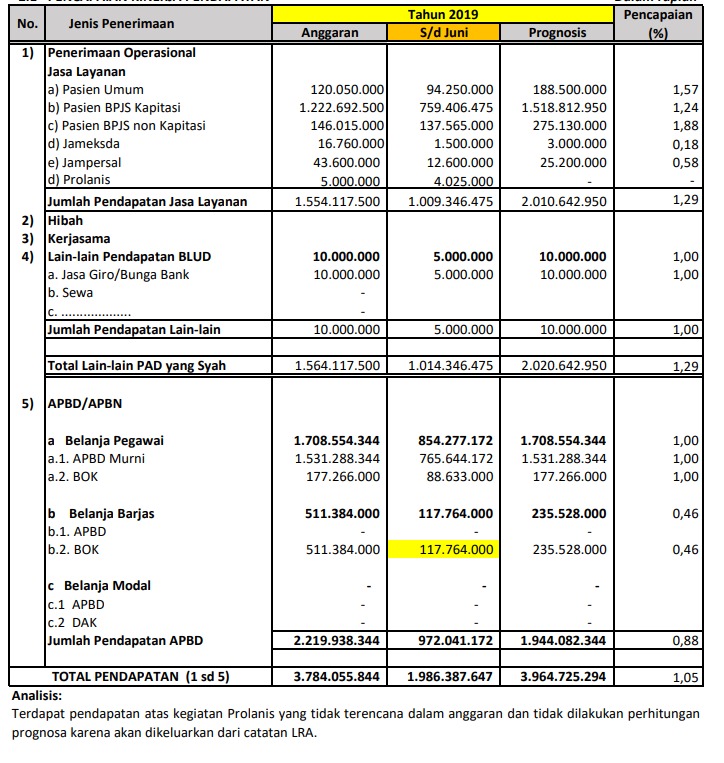 No. Jenis Penerimaan Tahun 2019 Pencapaian (%)
Anggaran S/d Juni Prognosis
1) Penerimaan Operasional
Jasa Layanan
a) Pasien Umum 120.050.000 94.250.000 188.500.000 1,57
b) Pasien BPJS Kapitasi 1.222.692.500 759.406.475 1.518.812.950 1,24
c) Pasien BPJS non Kapitasi 146.015.000 137.565.000 275.130.000 1,88
d) Jameksda 16.760.000 1.500.000 3.000.000 0,18
e) Jampersal 43.600.000 12.600.000 25.200.000 0,58
d) Prolanis 5.000.000 4.025.000 - -
Jumlah Pendapatan Jasa Layanan 1.554.117.500 1.009.346.475 2.010.642.950 1,29
2) Hibah
3) Kerjasama
4) Lain-lain Pendapatan BLUD 10.000.000 5.000.000 10.000.000 1,00
a. Jasa Giro/Bunga Bank 10.000.000 5.000.000 10.000.000 1,00
b. Sewa -
c. ................... -
Jumlah Pendapatan Lain-lain 10.000.000 5.000.000 10.000.000 1,00
Total Lain-lain PAD yang Syah 1.564.117.500 1.014.346.475 2.020.642.950 1,29
5) APBD/APBN
a Belanja Pegawai 1.708.554.344 854.277.172 1.708.554.344 1,00
a.1. APBD Murni 1.531.288.344 765.644.172 1.531.288.344 1,00
a.2. BOK 177.266.000 88.633.000 177.266.000 1,00
b Belanja Barjas 511.384.000 117.764.000 235.528.000 0,46
b.1. APBD - - -
b.2. BOK 511.384.000 117.764.000 235.528.000 0,46
c Belanja Modal - - -
c.1 APBD - - -
c.2 DAK - - -
Jumlah Pendapatan APBD 2.219.938.344 972.041.172 1.944.082.344 0,88
TOTAL PENDAPATAN (1 sd 5) 3.784.055.844 1.986.387.647 3.964.725.294 1,05
Analisis:
Terdapat pendapatan atas kegiatan Prolanis yang tidak terencana dalam anggaran dan tidak dilakukan perhitungan
prognosa karena akan dikeluarkan dari catatan LRA.